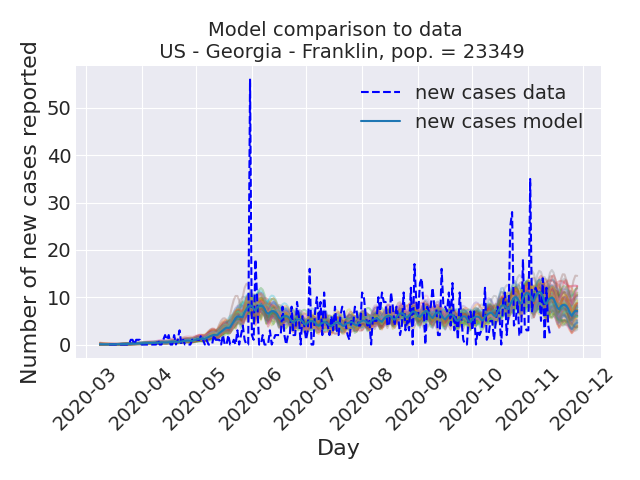 Model comparison to data
US - Georgia - Franklin, pop. = 23349
new cases data
new cases model
Number of new cases reported
50
40
30
20
10
0
2020-03
2020-04
2020-05
2020-06
2020-07
2020-08
2020-09
2020-10
2020-11
2020-12
Day